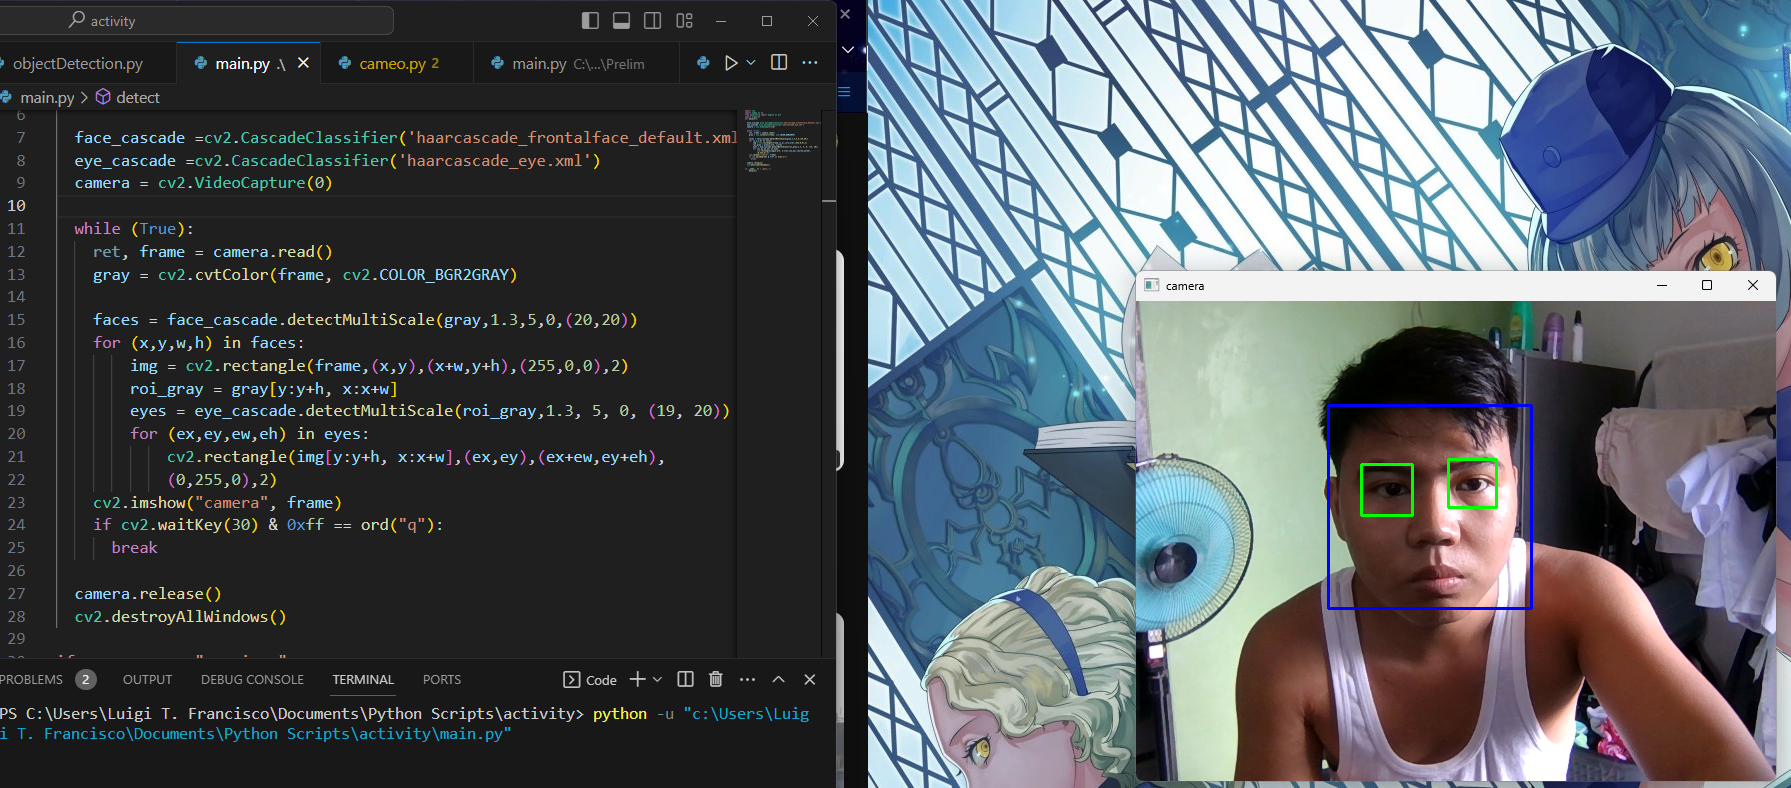 activity
objectDetection.py
main.py .\
cameo.py 2
main.py C:\...\Prelim
main.py > detect
6
7 face_cascade =cv2.CascadeClassifier('haarcascade_frontalface_default.xml
8 eye_cascade =cv2.CascadeClassifier('haarcascade_eye.xml')
9 camera = cv2.VideoCapture(0)
10
11 while (True):
12 ret, frame = camera.read()
13 gray = cv2.cvtColor(frame, cv2.COLOR_BGR2GRAY)
14
15 faces = face_cascade.detectMultiScale(gray,1.3,5,0,(20,20))
16 for (x,y,w,h) in faces:
17 img = cv2.rectangle(frame,(x,y),(x+w,y+h),(255,0,0),2)
18 roi_gray = gray[y:y+h, x:x+w]
19 eyes = eye_cascade.detectMultiScale(roi_gray,1.3, 5, 0, (19, 20))
20 for (ex,ey,ew,eh) in eyes:
21 cv2.rectangle(img[y:y+h, x:x+w],(ex,ey),(ex+ew,ey+eh),
22 (0,255,0),2)
23 cv2.imshow("camera", frame)
24 if cv2.waitKey(30) & 0xff == ord("q"):
25 break
26
27 camera.release()
28 cv2.destroyAllWindows()
29
PROBLEMS 2 OUTPUT DEBUG CONSOLE TERMINAL PORTS
Code
PS C:\Users\Luigi T. Francisco\Documents\Python Scripts\activity> python -u "c:\Users\Luig
i T. Francisco\Documents\Python Scripts\activity\main.py"
camera